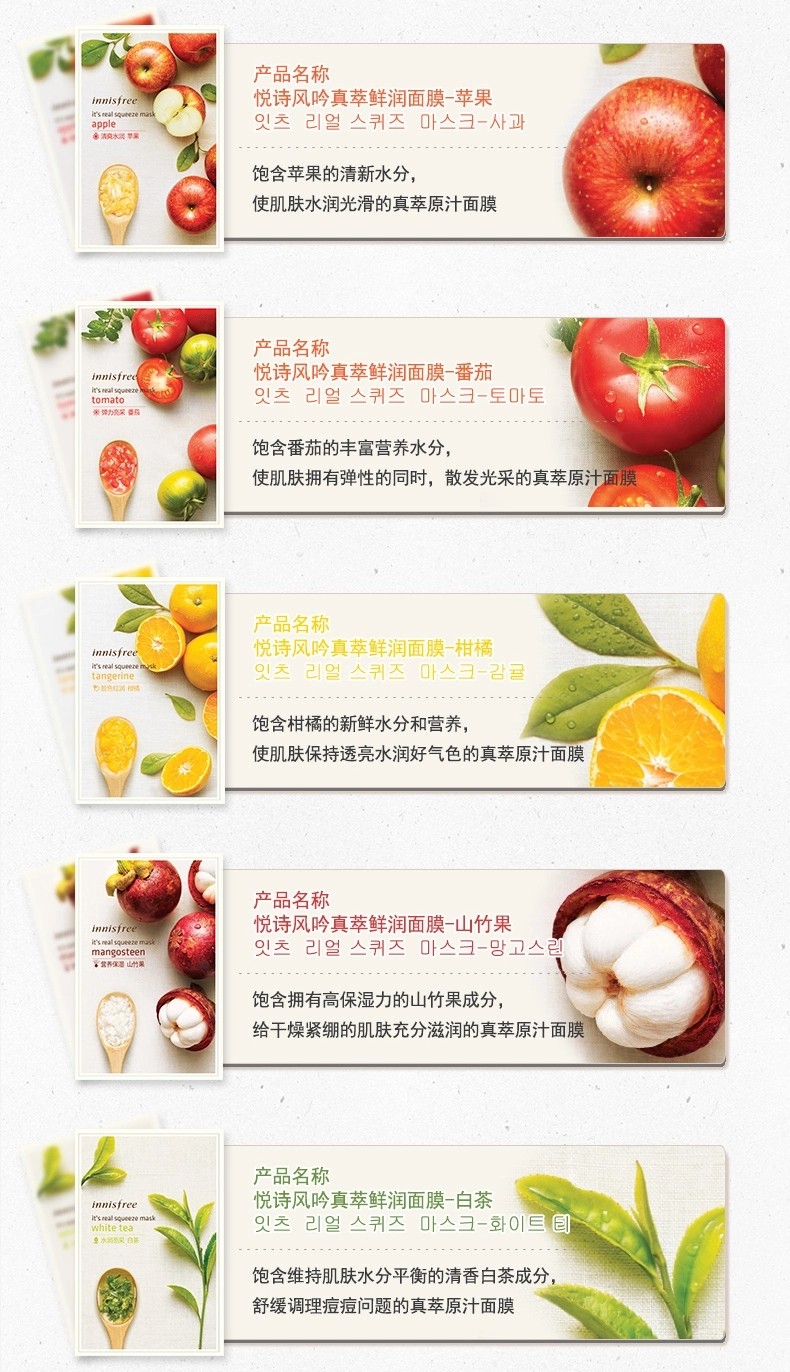 innisfree
it's real squeeze mask
apple
清爽水润 苹果
产品名称
悦诗风吟真萃鲜润面膜-苹果
잇츠 리얼 스퀴즈 마스크-사과
饱含苹果的清新水分,
使肌肤水润光滑的真萃原汁面膜
innisfree
it's real squeeze mask
tomato
弹力亮采 番茄
产品名称
悦诗风吟真萃鲜润面膜-番茄
잇츠 리얼 스퀴즈 마스크-토마토
饱含番茄的丰富营养水分,
使肌肤拥有弹性的同时, 散发光采的真萃原汁面膜
innisfree
it's real squeeze mask
tangerine
脸色红润 柑橘
产品名称
悦诗风吟真萃鲜润面膜-柑橘
잇츠 리얼 스퀴즈 마스크-감귤
饱含柑橘的新鲜水分和营养,
使肌肤保持透亮水润好气色的真萃原汁面膜
innisfree
it's real squeeze mask
mangosteen
营养保湿 山竹果
产品名称
悦诗风吟真萃鲜润面膜-山竹果
잇츠 리얼 스퀴즈 마스크-망고스린
饱含拥有高保湿力的山竹果成分,
给干燥紧绷的肌肤充分滋润的真萃原汁面膜
innisfree
it's real squeeze mask
white tea
水润亮采 白茶
产品名称
悦诗风吟真萃鲜润面膜-白茶
잇츠 리얼 스퀴즈 마스크-화이트 티
饱含维持肌肤水分平衡的清香白茶成分,
舒缓调理痘痘问题的真萃原汁面膜